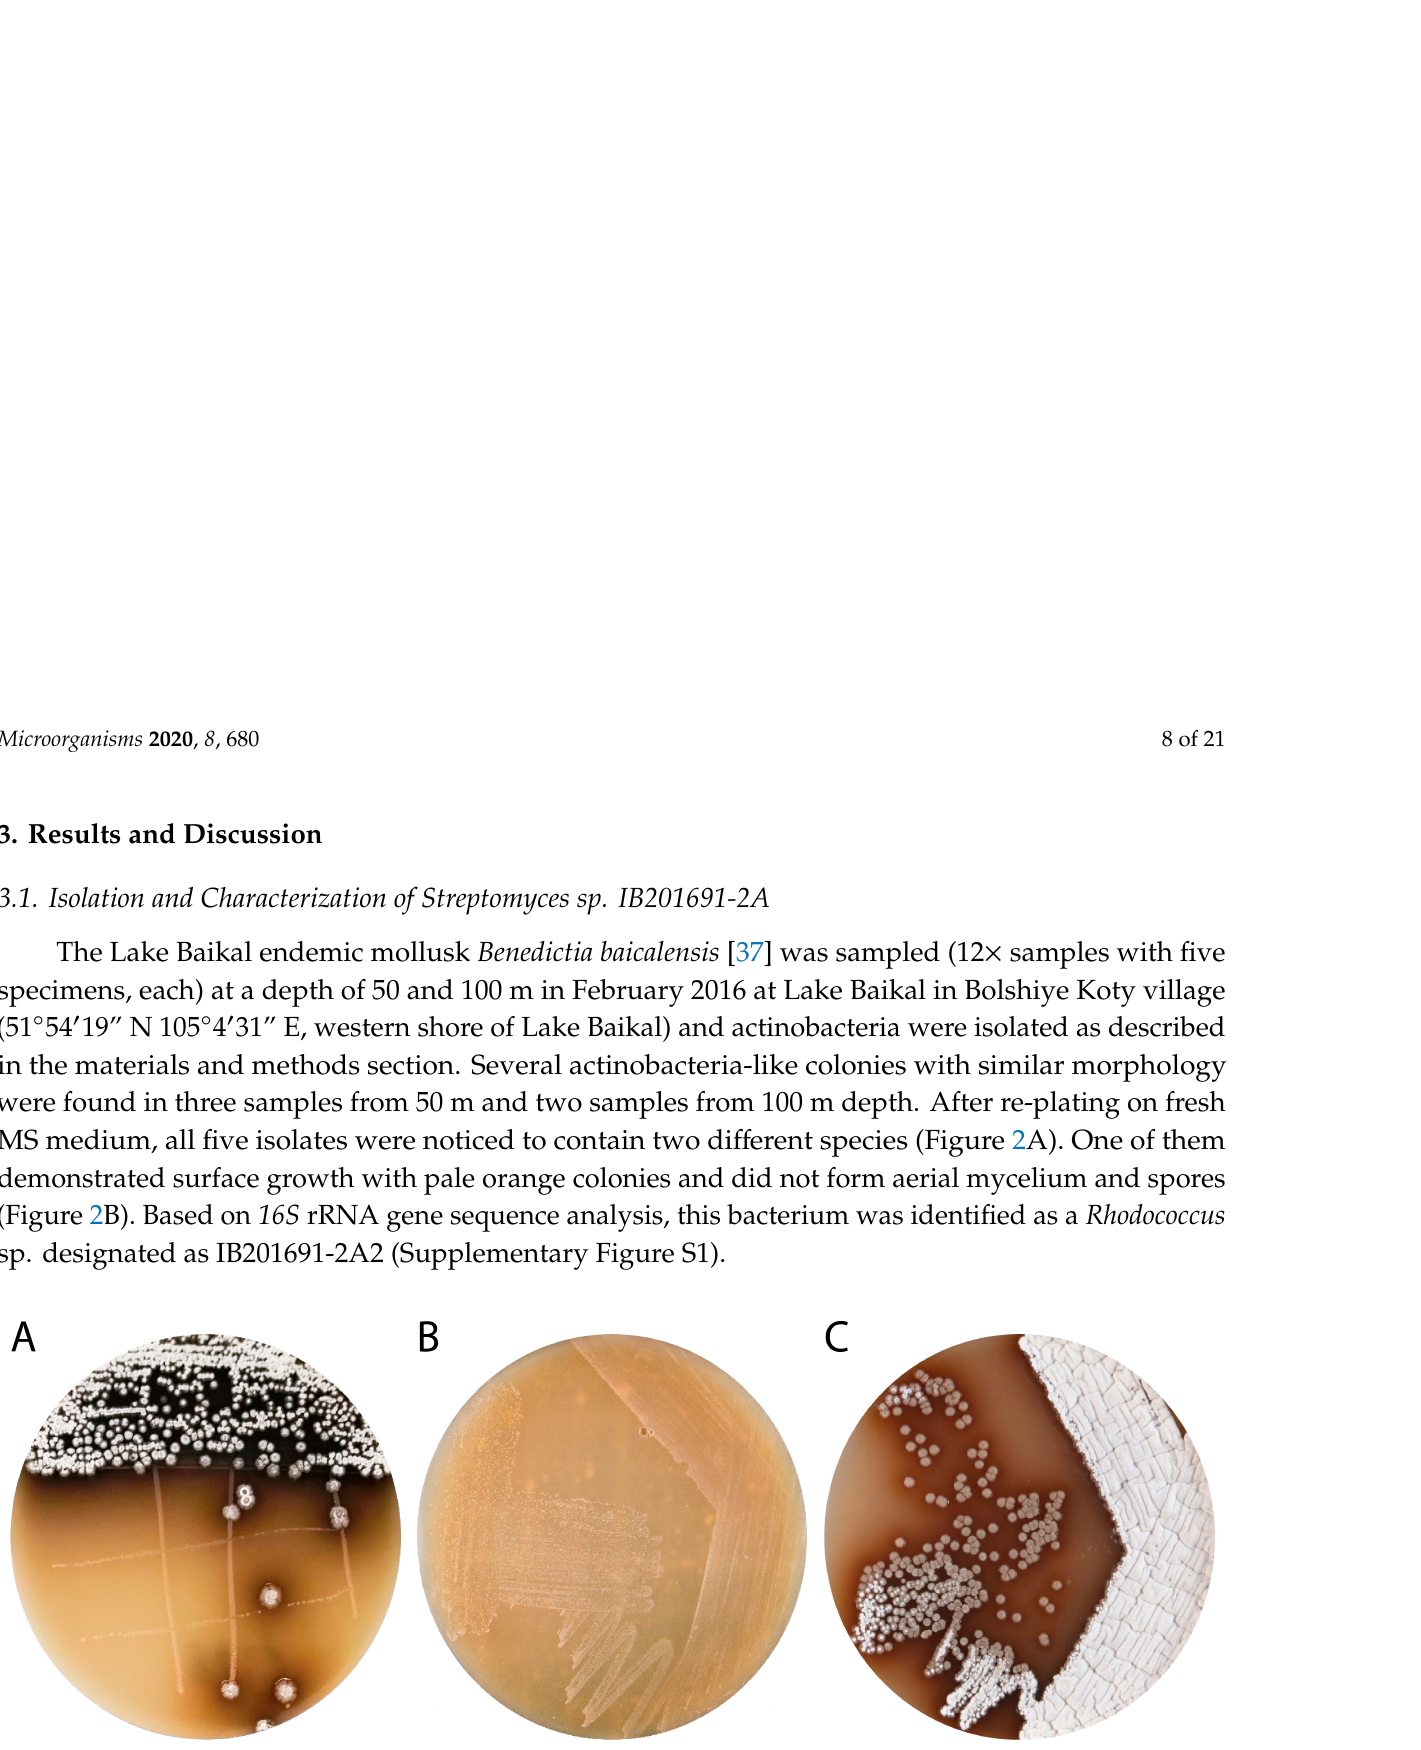 Microorganisms 2020, 8, 680 8 of 21
3. Results and Discussion
3.1. Isolation and Characterization of Streptomyces sp. IB201691-2A
The Lake Baikal endemic mollusk Benedictia baicalensis [37] was sampled (12× samples with five
specimens, each) at a depth of 50 and 100 m in February 2016 at Lake Baikal in Bolshiye Koty village
(51°54′19” N 105°4′31” E, western shore of Lake Baikal) and actinobacteria were isolated as described
in the materials and methods section. Several actinobacteria-like colonies with similar morphology
were found in three samples from 50 m and two samples from 100 m depth. After re-plating on fresh
MS medium, all five isolates were noticed to contain two different species (Figure 2A). One of them
demonstrated surface growth with pale orange colonies and did not form aerial mycelium and spores
(Figure 2B). Based on 16S rRNA gene sequence analysis, this bacterium was identified as a Rhodococcus
sp. designated as IB201691-2A2 (Supplementary Figure S1).
A B C